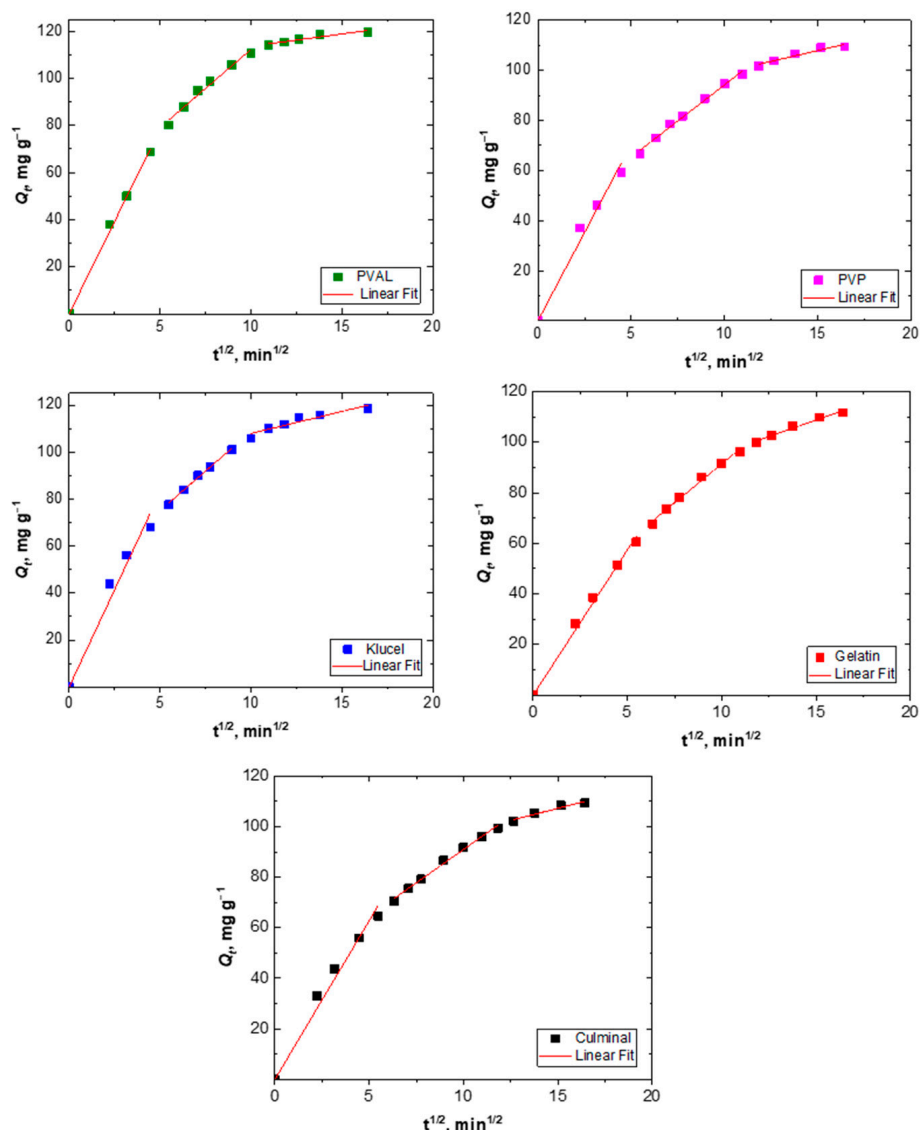 120
100
80
60
40
20
Qt, mg g⁻¹
PVAL
Linear Fit
0
5
10
15
20
t1/2, min1/2
120
100
80
60
40
20
Qt, mg g⁻¹
PVP
Linear Fit
0
5
10
15
20
t1/2, min1/2
120
100
80
60
40
20
Qt, mg g⁻¹
Klucel
Linear Fit
0
5
10
15
20
t1/2, min1/2
120
100
80
60
40
20
Qt, mg g⁻¹
Gelatin
Linear Fit
0
5
10
15
20
t1/2, min1/2
120
100
80
60
40
20
Qt, mg g⁻¹
Culminal
Linear Fit
0
5
10
15
20
t1/2, min1/2